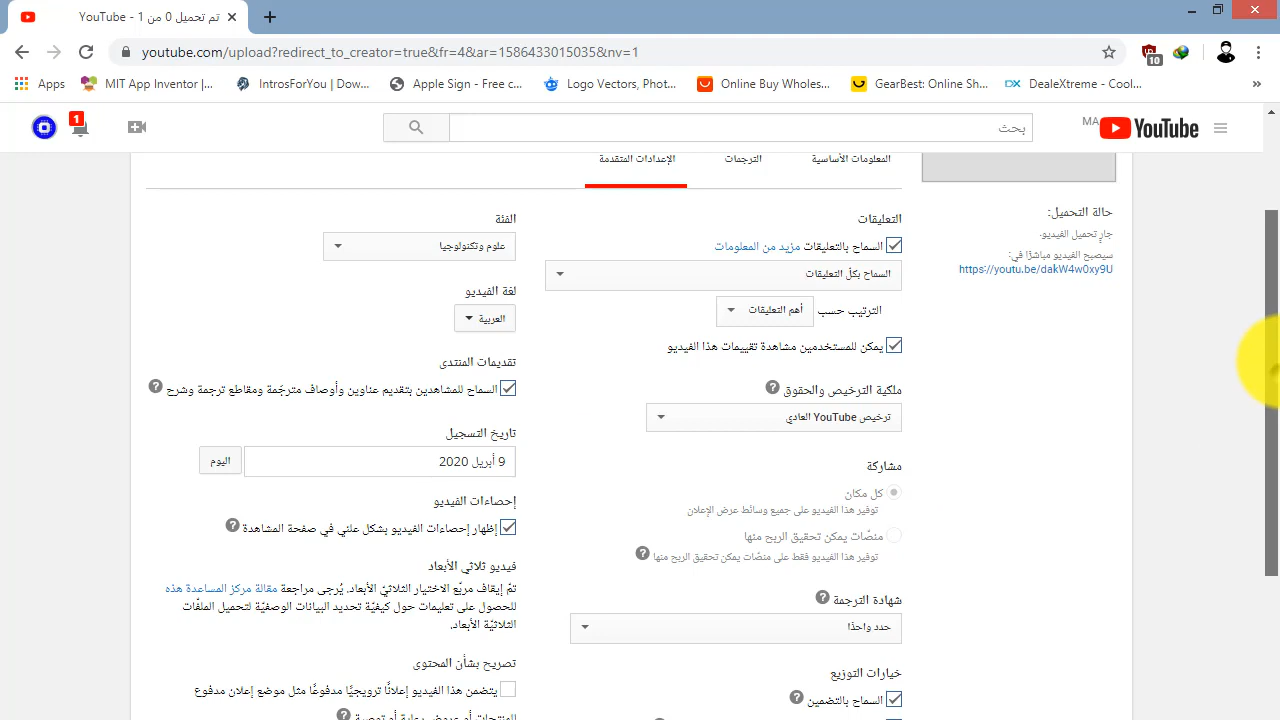 تم تحميل 0 من 1 - YouTube
youtube.com/upload?redirect_to_creator=true&fr=4&ar=1586433015035&nv=1
10
Apps
MIT App Inventor |...
IntrosForYou | Dow...
Apple Sign - Free c...
Logo Vectors, Phot...
Online Buy Wholes...
GearBest: Online Sh...
DealeXtreme - Cool...
»
1
بحث
MA
YouTube
المعلومات الأساسية
الترجمات
الإعدادات المتقدمة
حالة التحميل:
جارٍ تحميل الفيديو.
سيصبح الفيديو مباشرًا في:
https://youtu.be/dakW4w0xy9U
التعليقات
السماح بالتعليقات مزيد من المعلومات
السماح بكلّ التعليقات
الترتيب حسب أهم التعليقات
يمكن للمستخدمين مشاهدة تقييمات هذا الفيديو
ملكية الترخيص والحقوق ?
ترخيص YouTube العادي
مشاركة
كل مكان
توفير هذا الفيديو على جميع وسائط عرض الإعلان
منصّات يمكن تحقيق الربح منها
توفير هذا الفيديو فقط على منصّات يمكن تحقيق الربح منها ?
شهادة الترجمة ?
حدد واحدًا
خيارات التوزيع
السماح بالتضمين ?
الفئة
علوم وتكنولوجيا
لغة الفيديو
العربية
تقديمات المنتدى
السماح للمشاهدين بتقديم عناوين وأوصاف مترجَمة ومقاطع ترجمة وشرح ?
تاريخ التسجيل
9 أبريل 2020
اليوم
إحصاءات الفيديو
إظهار إحصاءات الفيديو بشكل علني في صفحة المشاهدة ?
فيديو ثلاثي الأبعاد
تمّ إيقاف مربّع الاختيار الثلاثيّ الأبعاد. يُرجى مراجعة مقالة مركز المساعدة هذه
للحصول على تعليمات حول كيفيّة تحديد البيانات الوصفيّة لتحميل الملفّات
الثلاثيّة الأبعاد.
تصريح بشأن المحتوى
يتضمن هذا الفيديو إعلانًا ترويجيًا مدفوعًا مثل موضع إعلان مدفوع
المنتجات أو عروض رعاية أو توصية ?